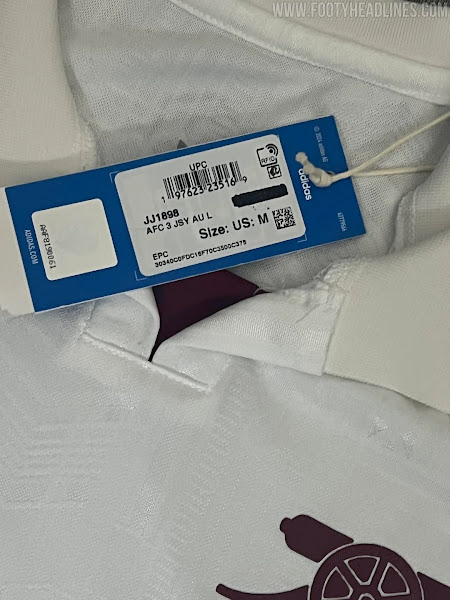 WWW.FOOTYHEADLINES.COM
UPC
RFID
1 97623 23516 9
JJ1898
AFC 3 JSY AU L
Size: US: M
EPC
30340C0FDC16F70C3500C375
adidas
ADIDAS.COM